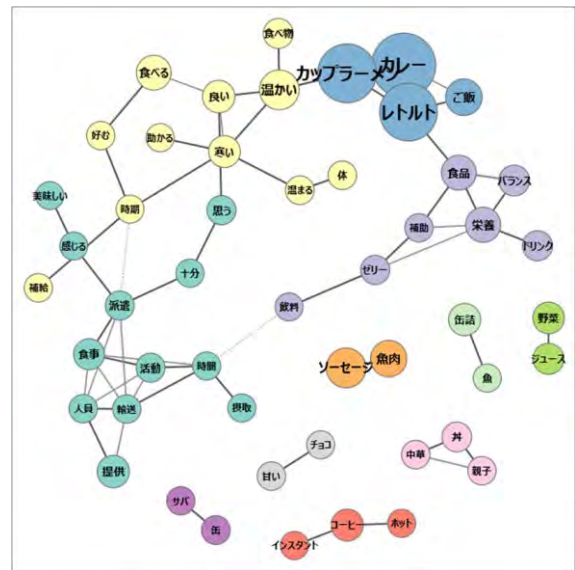 食べ物
カップラーメン
カレー
食べる
良い
温かい
レトルト
ご飯
好む
助かる
寒い
食品
バランス
温まる
体
美味しい
時期
思う
補助
栄養
感じる
ドリンク
補給
十分
ゼリー
派遣
飲料
缶詰
野菜
食事
活動
時間
ソーセージ
魚肉
ジュース
魚
人員
輸送
摂取
チョコ
丼
中華
提供
甘い
親子
サバ
缶
インスタント
コーヒー
ホット